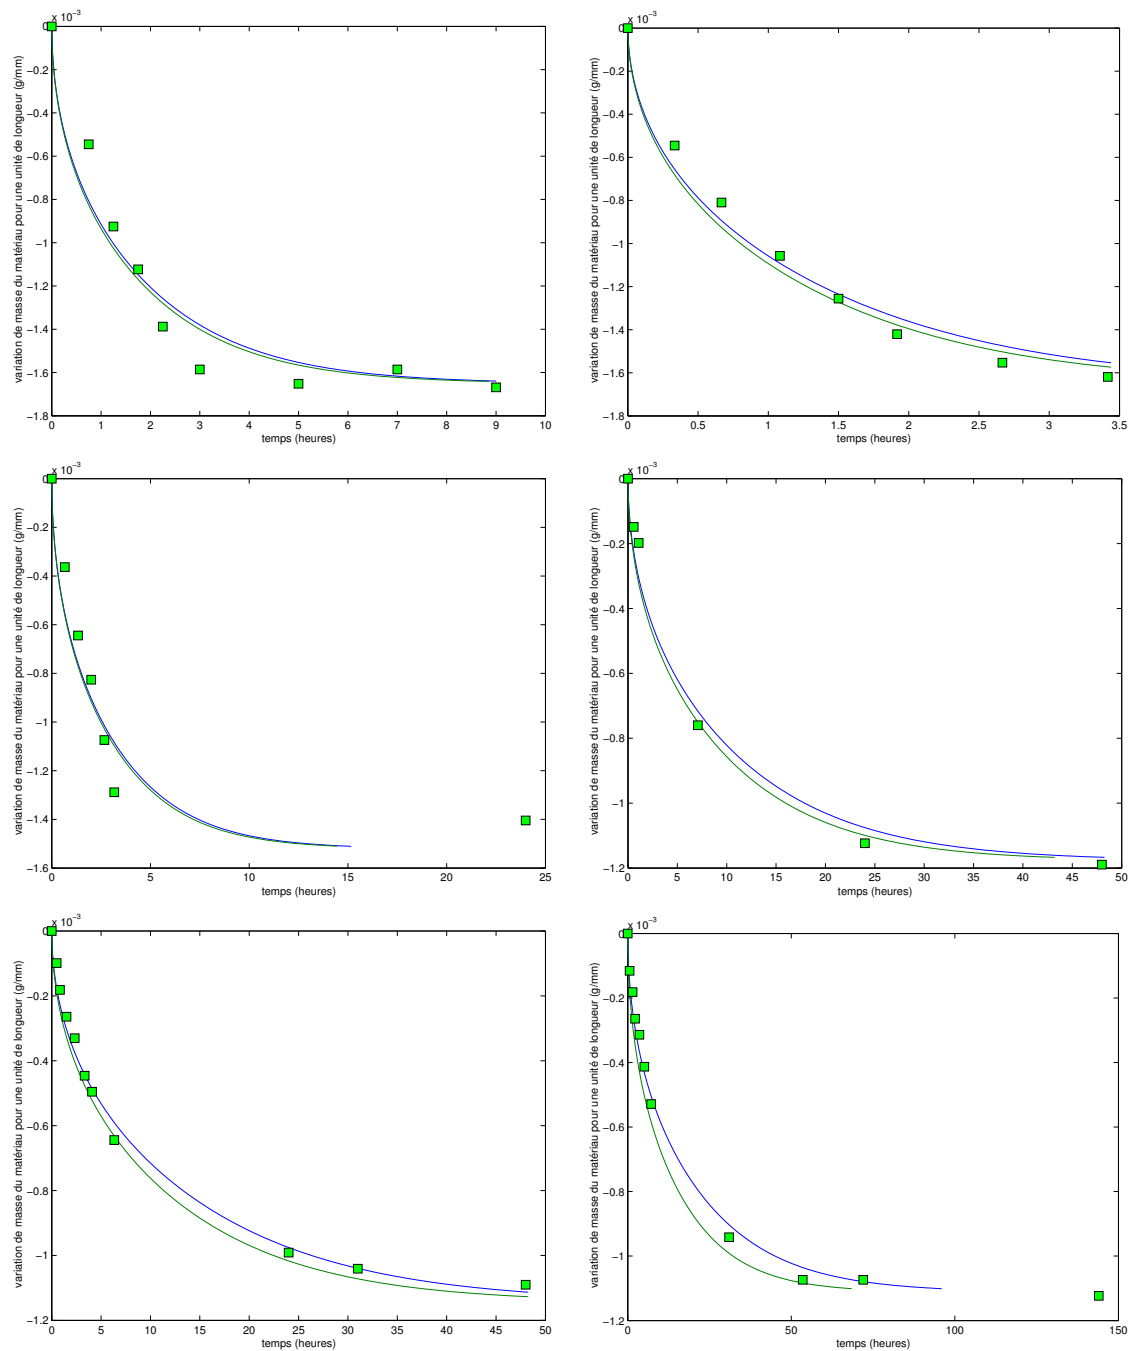 x 10⁻³
0
−0.2
−0.4
−0.6
−0.8
−1
−1.2
−1.4
−1.6
−1.8
variation de masse du matériau pour une unité de longueur (g/mm)
0 1 2 3 4 5 6 7 8 9 10
temps (heures)
x 10⁻³
0
−0.2
−0.4
−0.6
−0.8
−1
−1.2
−1.4
−1.6
−1.8
variation de masse du matériau pour une unité de longueur (g/mm)
0 0.5 1 1.5 2 2.5 3 3.5
temps (heures)
x 10⁻³
0
−0.2
−0.4
−0.6
−0.8
−1
−1.2
−1.4
−1.6
variation de masse du matériau pour une unité de longueur (g/mm)
0 5 10 15 20 25
temps (heures)
x 10⁻³
0
−0.2
−0.4
−0.6
−0.8
−1
−1.2
variation de masse du matériau pour une unité de longueur (g/mm)
0 5 10 15 20 25 30 35 40 45 50
temps (heures)
x 10⁻³
0
−0.2
−0.4
−0.6
−0.8
−1
−1.2
variation de masse du matériau pour une unité de longueur (g/mm)
0 5 10 15 20 25 30 35 40 45 50
temps (heures)
x 10⁻³
0
−0.2
−0.4
−0.6
−0.8
−1
−1.2
variation de masse du matériau pour une unité de longueur (g/mm)
0 50 100 150
temps (heures)